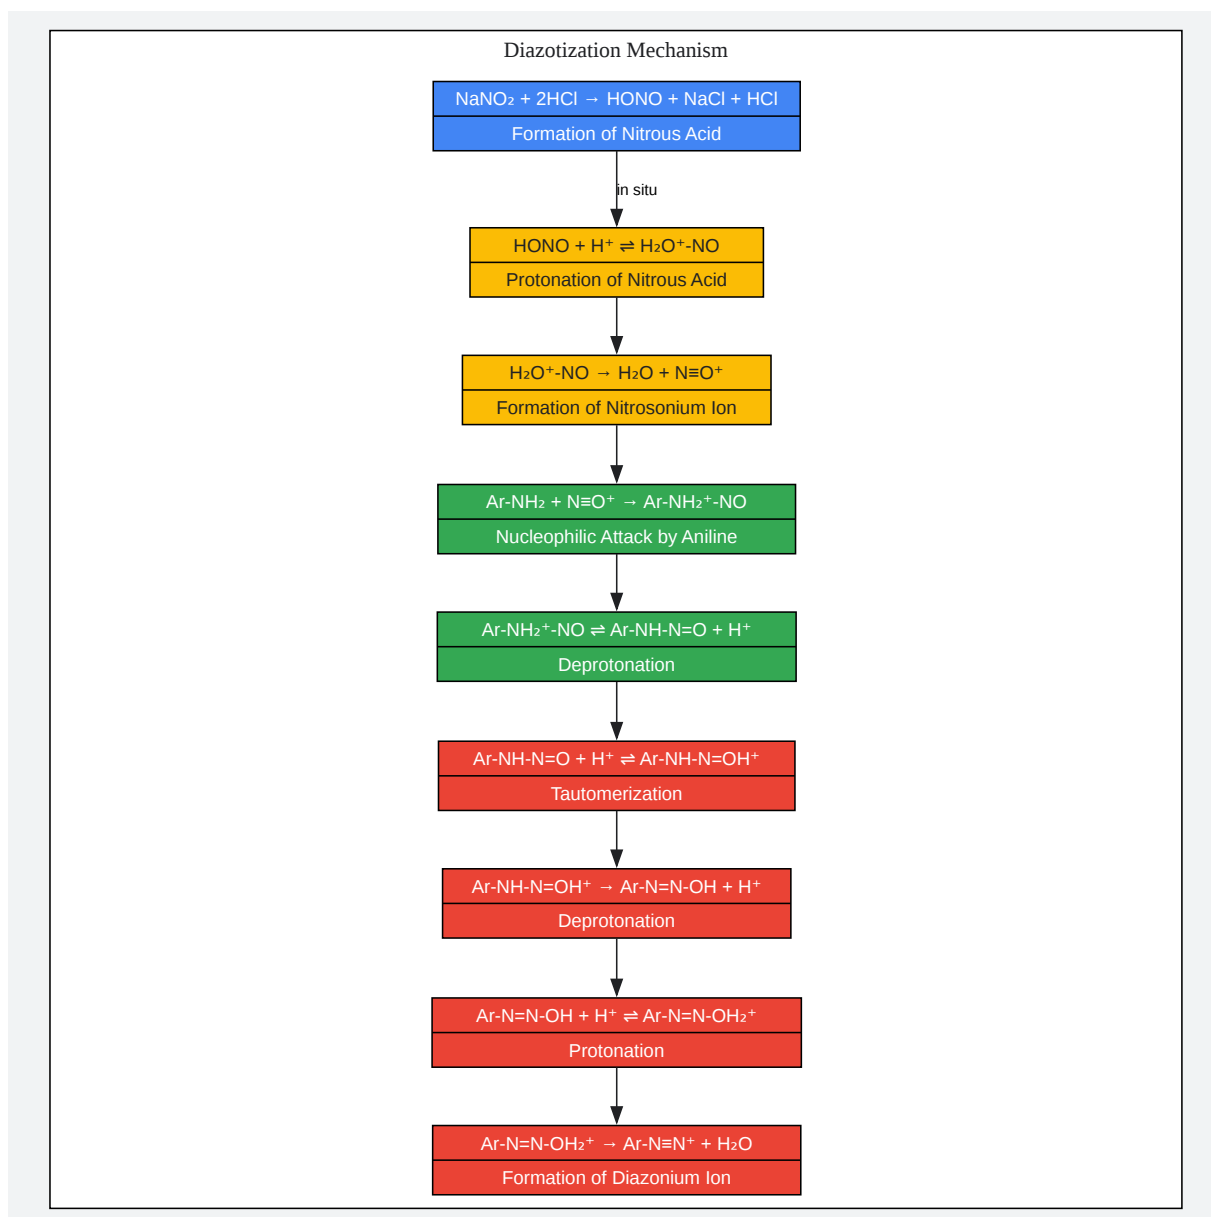 Diazotization Mechanism
NaNO₂ + 2HCl → HONO + NaCl + HCl
Formation of Nitrous Acid
in situ
HONO + H⁺ ⇌ H₂O⁺-NO
Protonation of Nitrous Acid
H₂O⁺-NO → H₂O + N≡O⁺
Formation of Nitrosonium Ion
Ar-NH₂ + N≡O⁺ → Ar-NH₂⁺-NO
Nucleophilic Attack by Aniline
Ar-NH₂⁺-NO ⇌ Ar-NH-N=O + H⁺
Deprotonation
Ar-NH-N=O + H⁺ ⇌ Ar-NH-N=OH⁺
Tautomerization
Ar-NH-N=OH⁺ → Ar-N=N-OH + H⁺
Deprotonation
Ar-N=N-OH + H⁺ ⇌ Ar-N=N-OH₂⁺
Protonation
Ar-N=N-OH₂⁺ → Ar-N≡N⁺ + H₂O
Formation of Diazonium Ion